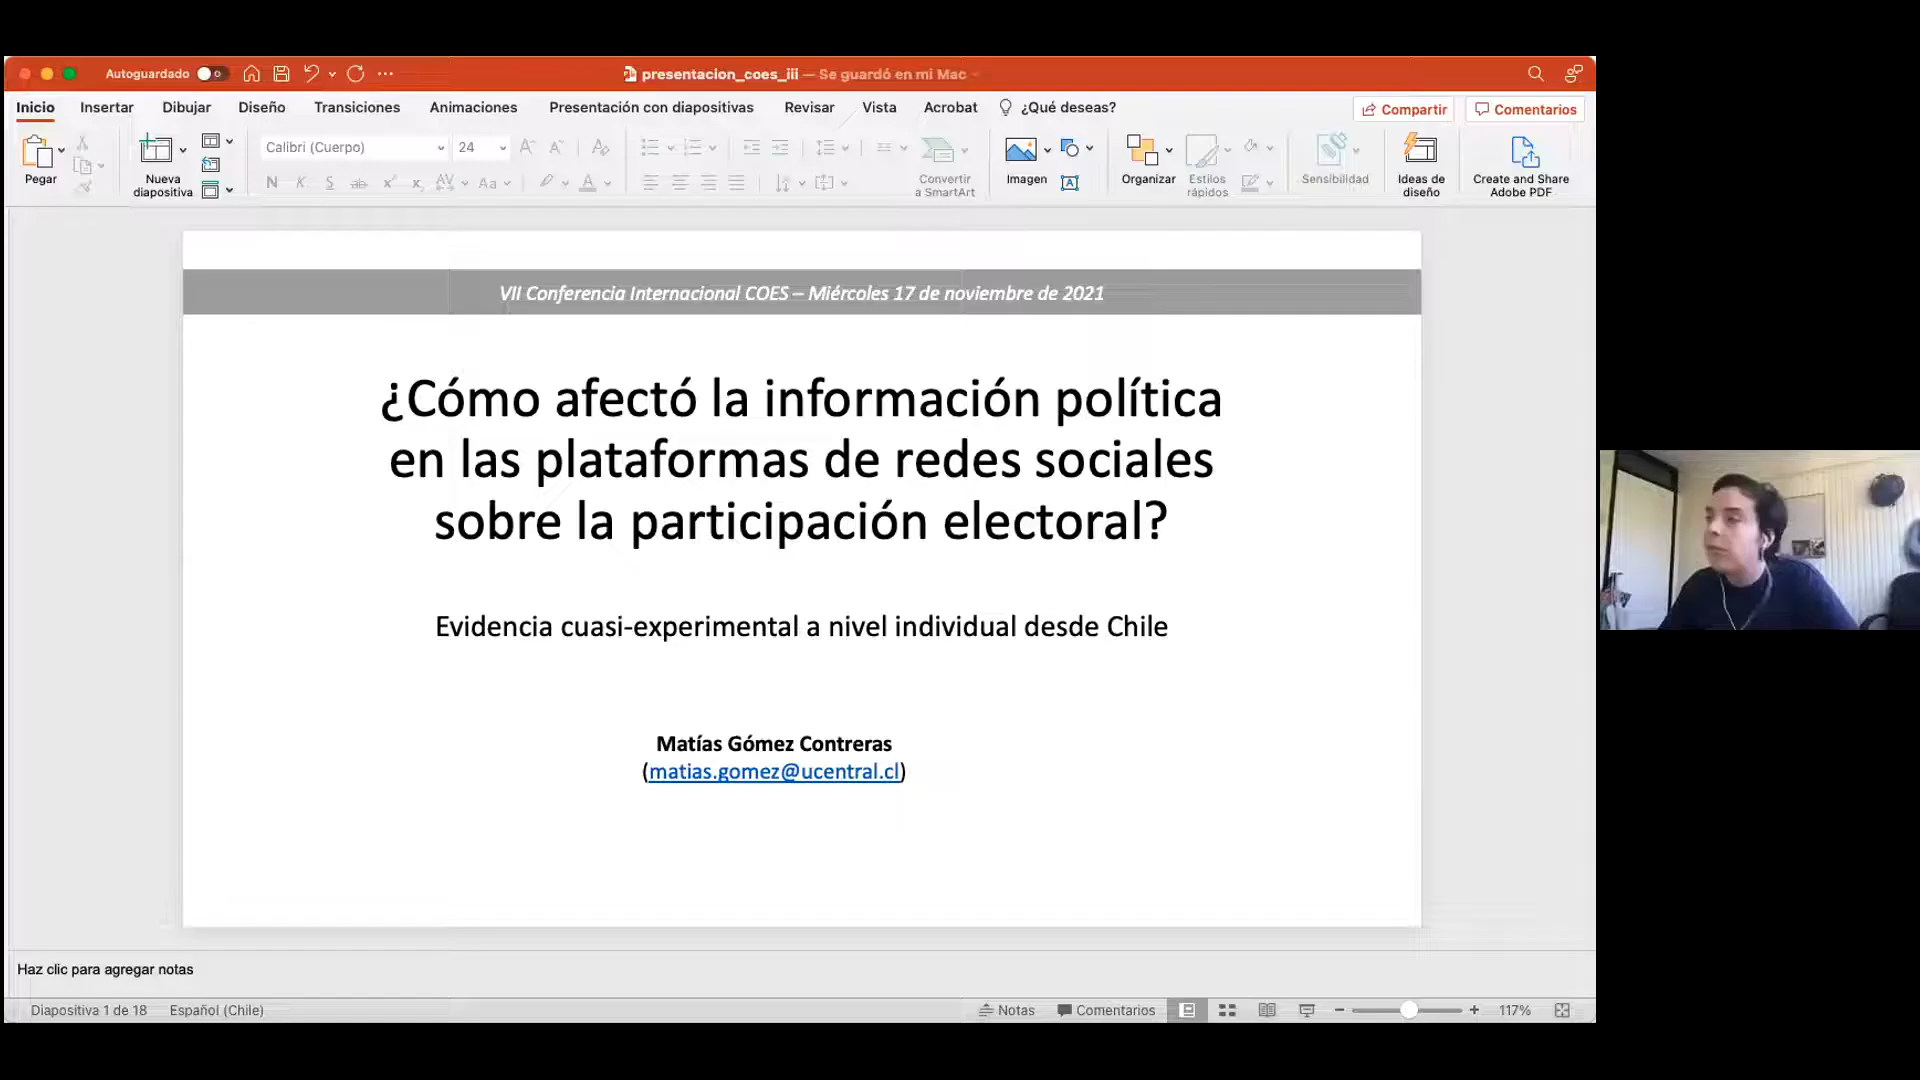 Autoguardado
presentacion_coes_iii — Se guardó en mi Mac
Inicio Insertar Dibujar Diseño Transiciones Animaciones Presentación con diapositivas Revisar Vista Acrobat ¿Qué deseas? Compartir Comentarios
Pegar
Nueva
diapositiva
Calibri (Cuerpo) 24
N K S ab x² x₂ AV Aa A
Convertir
a SmartArt
Imagen
Organizar
Estilos
rápidos
Sensibilidad
Ideas de
diseño
Create and Share
Adobe PDF
VII Conferencia Internacional COES – Miércoles 17 de noviembre de 2021
¿Cómo afectó la información política
en las plataformas de redes sociales
sobre la participación electoral?
Evidencia cuasi-experimental a nivel individual desde Chile
Matías Gómez Contreras
(matias.gomez@ucentral.cl)
Haz clic para agregar notas
Diapositiva 1 de 18 Español (Chile) Notas Comentarios 117%